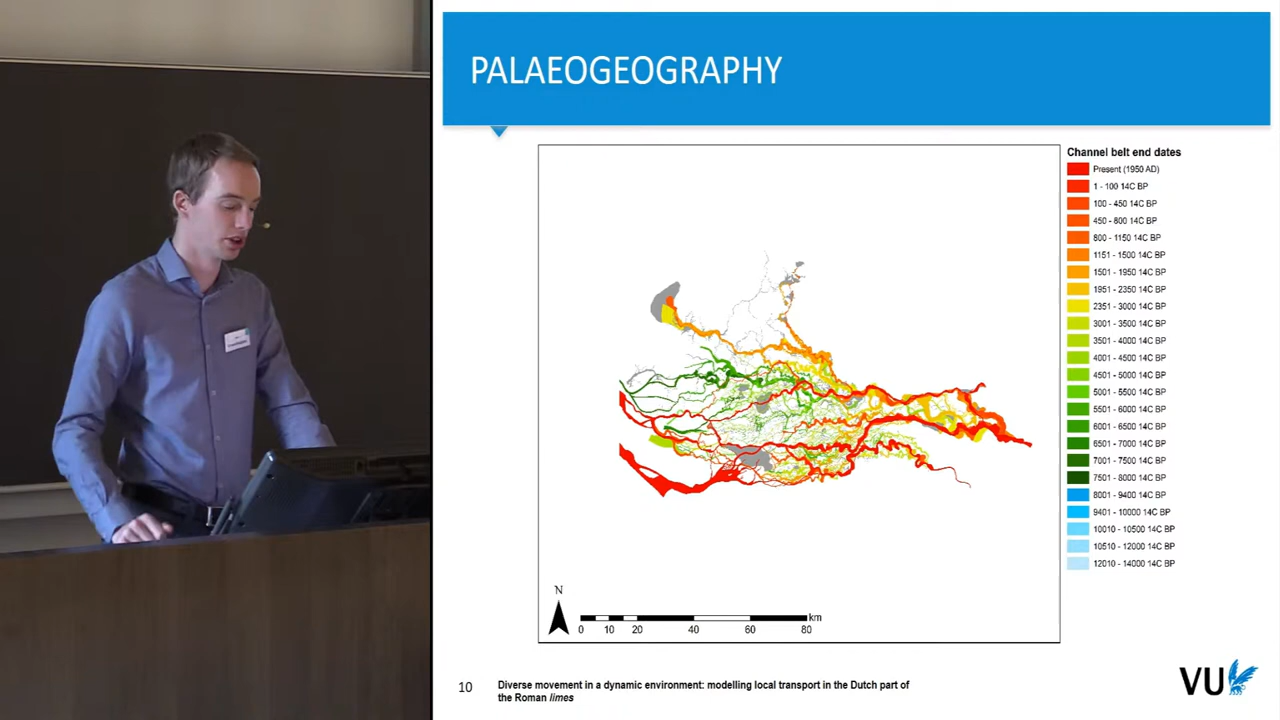 PALAEOGEOGRAPHY
Channel belt end dates
Present (1950 AD)
1 - 100 14C BP
100 - 450 14C BP
450 - 800 14C BP
800 - 1150 14C BP
1151 - 1500 14C BP
1501 - 1950 14C BP
1951 - 2350 14C BP
2351 - 3000 14C BP
3001 - 3500 14C BP
3501 - 4000 14C BP
4001 - 4500 14C BP
4501 - 5000 14C BP
5001 - 5500 14C BP
5501 - 6000 14C BP
6001 - 6500 14C BP
6501 - 7000 14C BP
7001 - 7500 14C BP
7501 - 8000 14C BP
8001 - 9400 14C BP
9401 - 10000 14C BP
10010 - 10500 14C BP
10510 - 12000 14C BP
12010 - 14000 14C BP
N
km
0 10 20 40 60 80
10
Diverse movement in a dynamic environment: modelling local transport in the Dutch part of
the Roman limes
VU